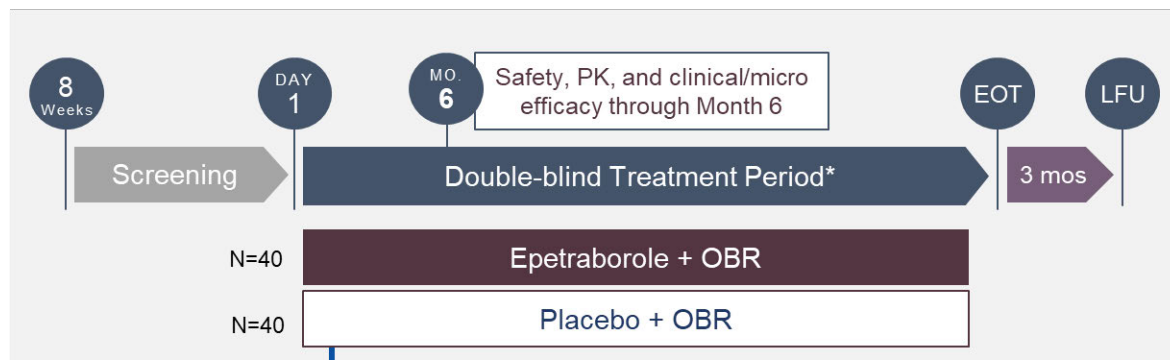 8
Weeks
DAY
1
MO.
6
Safety, PK, and clinical/micro
efficacy through Month 6
EOT
LFU
Screening
Double-blind Treatment Period*
3 mos
N=40
Epetraborole + OBR
N=40
Placebo + OBR